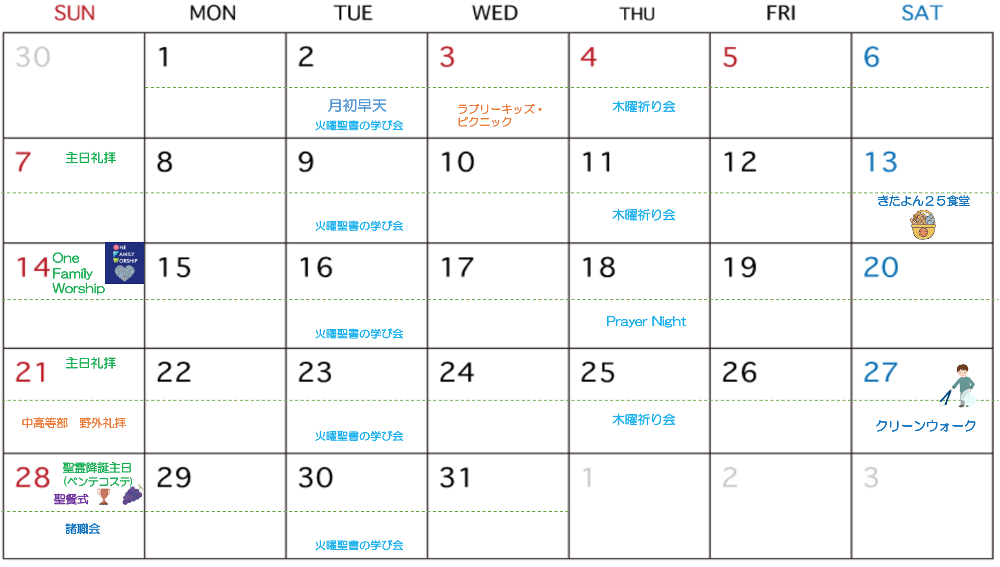 SUN MON TUE WED THU FRI SAT
30 1 2 3 4 5 6
月初早天
火曜聖書の学び会
ラブリーキッズ・
ピクニック
木曜祈り会
7 主日礼拝 8 9 10 11 12 13
火曜聖書の学び会
木曜祈り会
きたよん２５食堂
14 One
Family
Worship
ONE
FAMILY
WORSHIP
15 16 17 18 19 20
火曜聖書の学び会
Prayer Night
21 主日礼拝 22 23 24 25 26 27
中高等部　野外礼拝
火曜聖書の学び会
木曜祈り会
クリーンウォーク
28 聖霊降誕主日
(ペンテコステ)
聖餐式
29 30 31 1 2 3
諸職会
火曜聖書の学び会